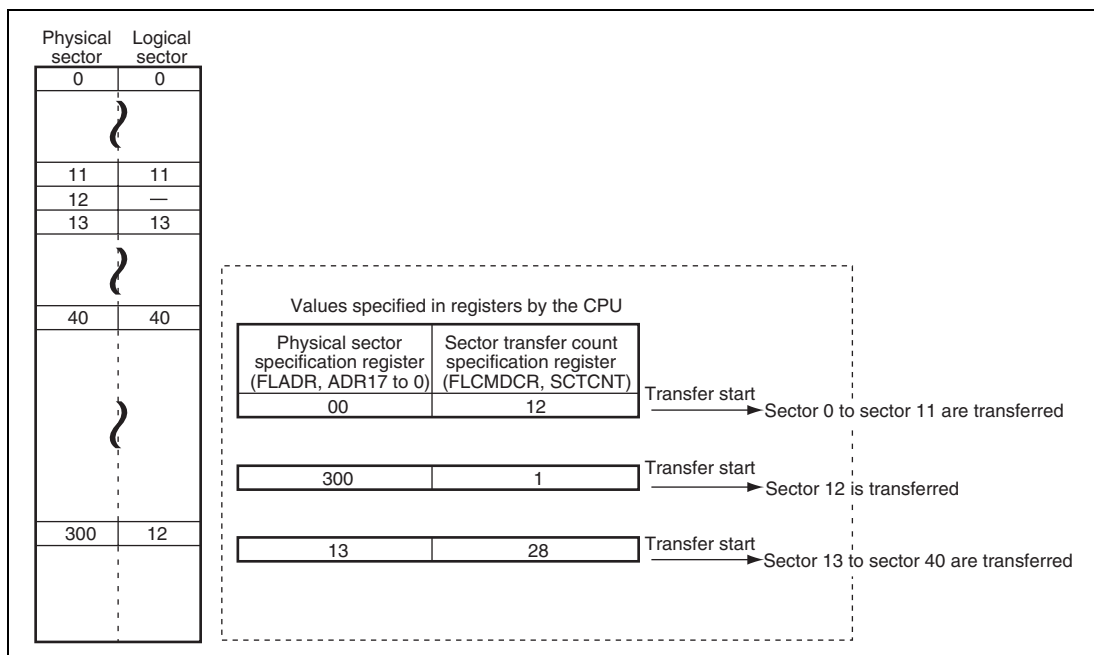 Physical sector Logical sector
0 0
11 11
12 —
13 13
40 40
300 12
Values specified in registers by the CPU
Physical sector specification register (FLADR, ADR17 to 0) Sector transfer count specification register (FLCMDCR, SCTCNT)
00 12
Transfer start
Sector 0 to sector 11 are transferred
300 1
Transfer start
Sector 12 is transferred
13 28
Transfer start
Sector 13 to sector 40 are transferred